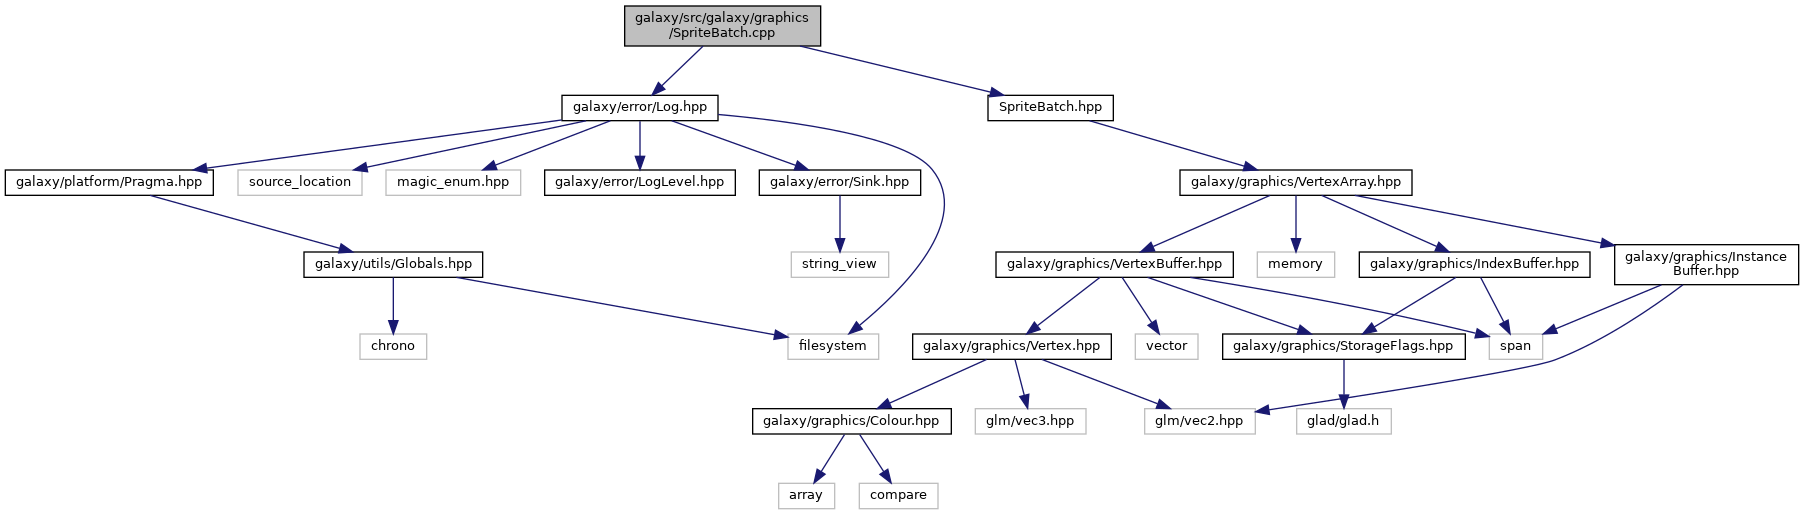 galaxy/src/galaxy/graphics
/SpriteBatch.cpp
galaxy/error/Log.hpp
SpriteBatch.hpp
galaxy/platform/Pragma.hpp
source_location
magic_enum.hpp
galaxy/error/LogLevel.hpp
galaxy/error/Sink.hpp
galaxy/graphics/VertexArray.hpp
galaxy/utils/Globals.hpp
string_view
galaxy/graphics/VertexBuffer.hpp
memory
galaxy/graphics/IndexBuffer.hpp
galaxy/graphics/Instance
Buffer.hpp
chrono
filesystem
galaxy/graphics/Vertex.hpp
vector
galaxy/graphics/StorageFlags.hpp
span
galaxy/graphics/Colour.hpp
glm/vec3.hpp
glm/vec2.hpp
glad/glad.h
array
compare